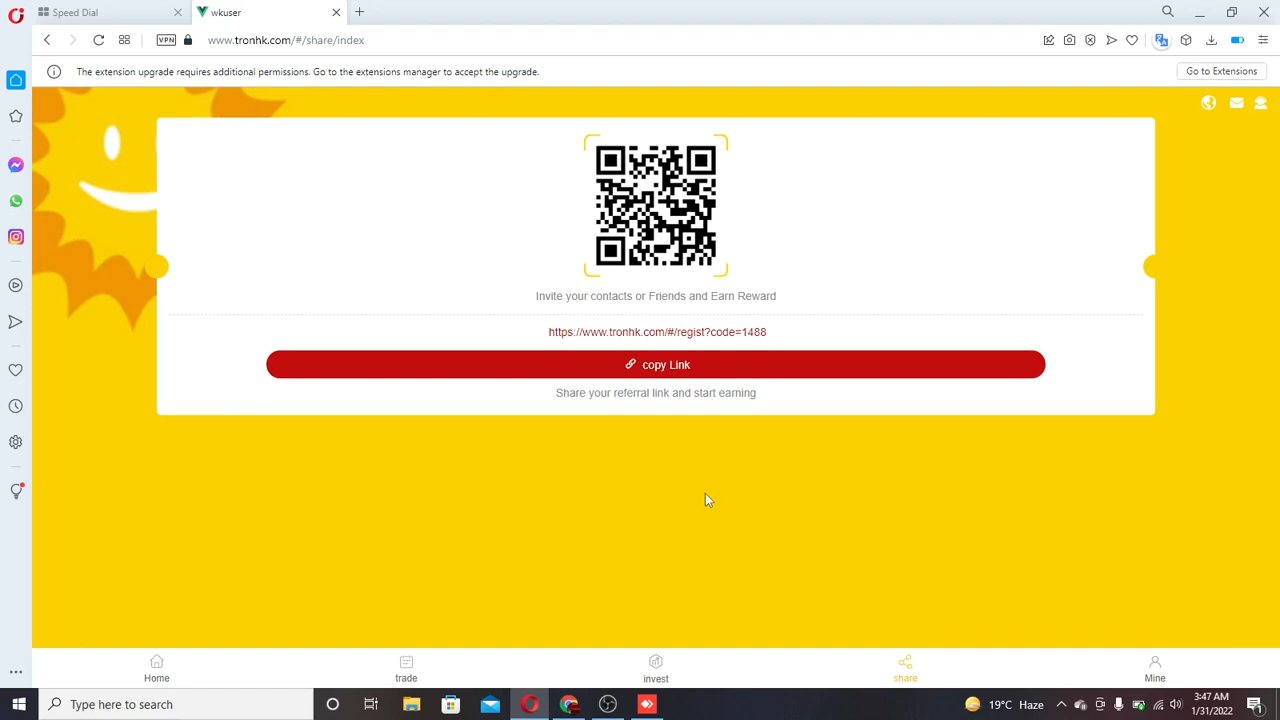 Speed Dial
wkuser
VPN
www.tronhk.com/#/share/index
The extension upgrade requires additional permissions. Go to the extensions manager to accept the upgrade.
Go to Extensions
Invite your contacts or Friends and Earn Reward
https://www.tronhk.com/#/regist?code=1488
copy Link
Share your referral link and start earning
Home
trade
invest
share
Mine
Type here to search
19°C Haze
3:47 AM
1/31/2022